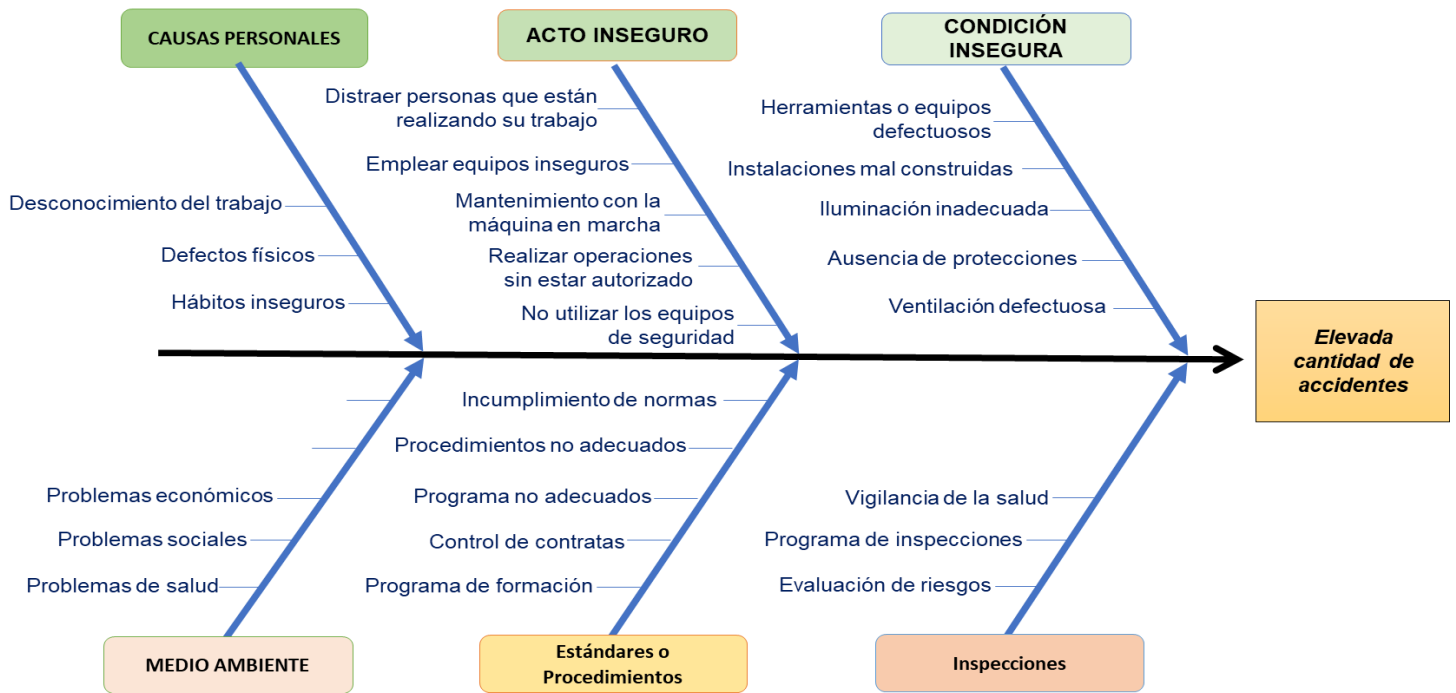 CAUSAS PERSONALES
ACTO INSEGURO
CONDICIÓN
INSEGURA
Desconocimiento del trabajo
Defectos físicos
Hábitos inseguros
Distraer personas que están
realizando su trabajo
Emplear equipos inseguros
Mantenimiento con la
máquina en marcha
Realizar operaciones
sin estar autorizado
No utilizar los equipos
de seguridad
Herramientas o equipos
defectuosos
Instalaciones mal construidas
Iluminación inadecuada
Ausencia de protecciones
Ventilación defectuosa
Elevada
cantidad de
accidentes
Problemas económicos
Problemas sociales
Problemas de salud
Incumplimiento de normas
Procedimientos no adecuados
Programa no adecuados
Control de contratas
Programa de formación
Vigilancia de la salud
Programa de inspecciones
Evaluación de riesgos
MEDIO AMBIENTE
Estándares o
Procedimientos
Inspecciones